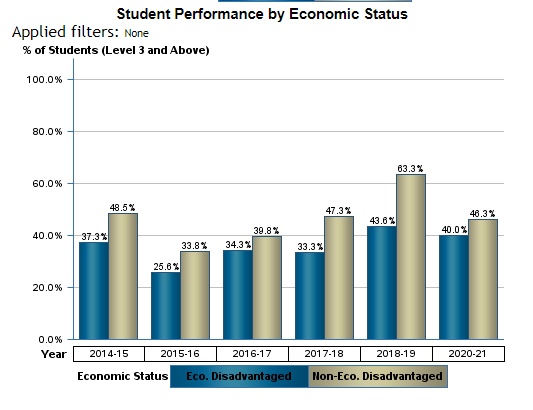 Student Performance by Economic Status
Applied filters: None
% of Students (Level 3 and Above)
100.0%
80.0%
60.0%
40.0%
20.0%
0.0%
37.3% 48.5% 25.6% 33.8% 34.3% 39.8% 33.3% 47.3% 43.6% 63.3% 40.0% 46.3%
Year 2014-15 2015-16 2016-17 2017-18 2018-19 2020-21
Economic Status Eco. Disadvantaged Non-Eco. Disadvantaged